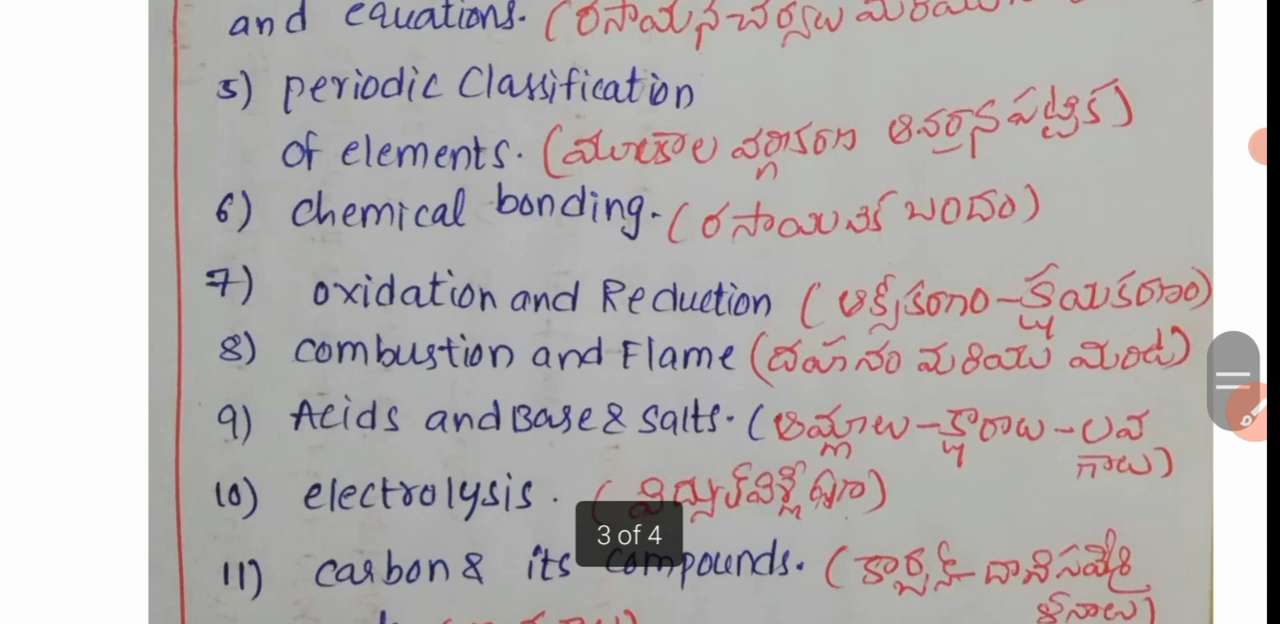 and equations. (రసాయన చర్యలు
5) periodic Classification
of elements. (మూలకాల వర్గీకరణ ఆవర్తన పట్టిక)
6) chemical bonding. (రసాయనిక బందం)
7) oxidation and Reduction (ఆక్సీకరణం-క్షయకరణం)
8) combustion and Flame (దహనం మరియు మంట)
9) Acids and Base & Salts. (ఆమ్లాలు-క్షారాలు-లవ
ణాలు)
10) electrolysis. (విద్యుత్ విశ్లేషణ)
3 of 4
11) carbon & its compounds. (కార్బన్-దాని సమ్మే
ళనాలు)